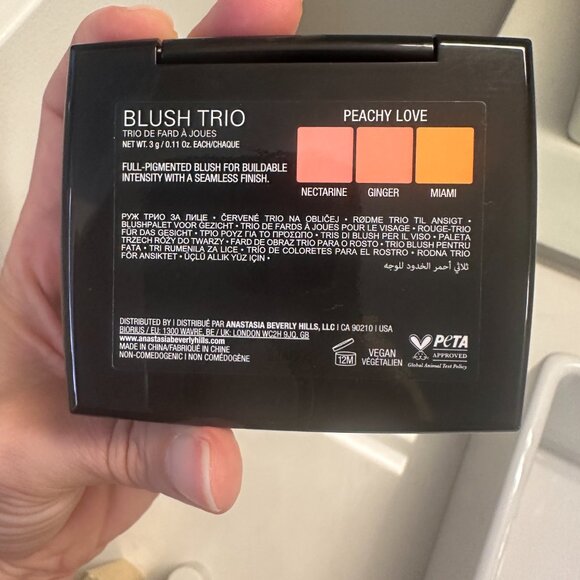 BLUSH TRIO
TRIO DE FARD À JOUES
NET WT. 3 g / 0.11 Oz. EACH/CHAQUE
FULL-PIGMENTED BLUSH FOR BUILDABLE
INTENSITY WITH A SEAMLESS FINISH.
PEACHY LOVE
NECTARINE GINGER MIAMI
РУЖ ТРИО ЗА ЛИЦЕ • ČERVENÉ TRIO NA OBLIČEJ • RØDME TRIO TIL ANSIGT •
BLUSHPALET VOOR GEZICHT • TRIO DE FARDS À JOUES POUR LE VISAGE • ROUGE-TRIO
FÜR DAS GESICHT • ΤΡΙΟ ΡΟΥΖ ΓΙΑ ΤΟ ΠΡΟΣΩΠΟ • TRIS DI BLUSH PER IL VISO • PALETA
TRZECH RÓŻY DO TWARZY • FARD DE OBRAZ TRIO PARA O ROSTO • TRIO BLUSH PENTRU
FATA • TRI RUMENILA ZA LICE • TRÍO DE COLORETES PARA EL ROSTRO • RODNA TRIO
FÖR ANSIKTET • ÜÇLÜ ALLIK YÜZ İÇİN •
ثلاثي أحمر الخدود للوجه
DISTRIBUTED BY | DISTRIBUÉ PAR ANASTASIA BEVERLY HILLS, LLC | CA 90210 | USA
BIORIUS / EU: 1300 WAVRE, BE / UK: LONDON WC2H 9JQ, GB
www.anastasiabeverlyhills.com
MADE IN CHINA/FABRIQUÉ EN CHINE
NON-COMEDOGENIC | NON COMÉDOGÈNE
12M
VEGAN
VÉGÉTALIEN
PETA
APPROVED
Global Animal Test Policy